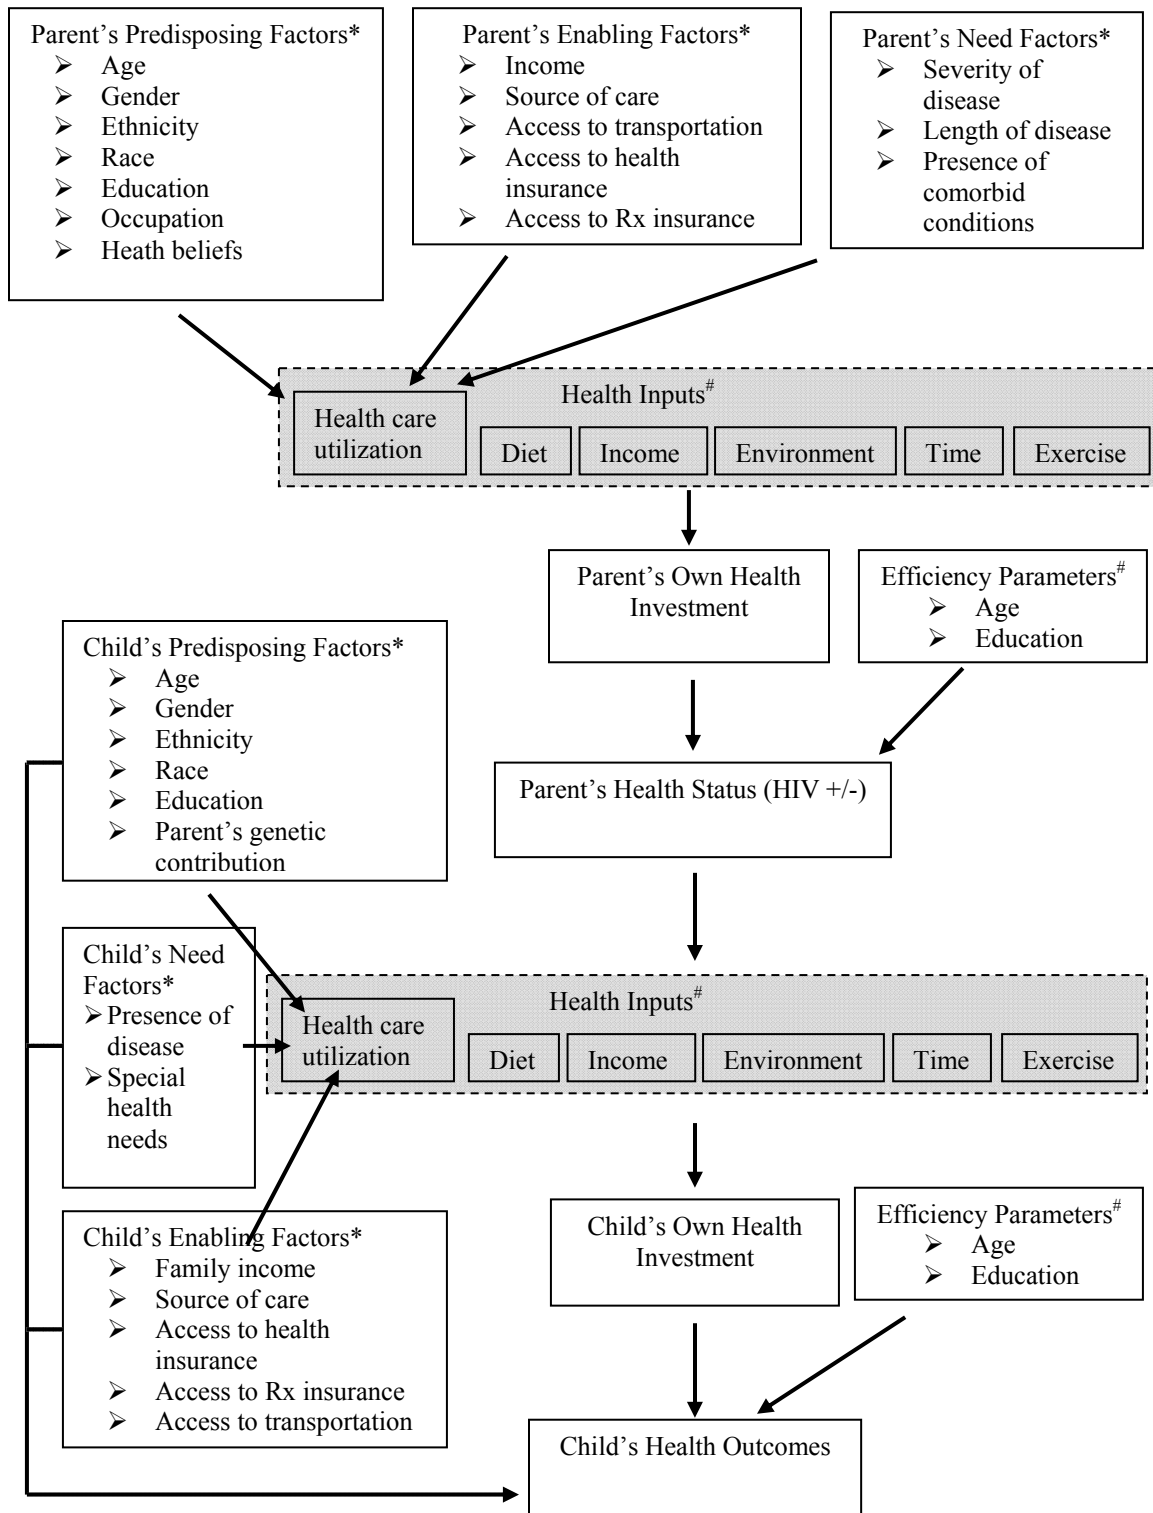 Parent’s Predisposing Factors*
➢ Age
➢ Gender
➢ Ethnicity
➢ Race
➢ Education
➢ Occupation
➢ Heath beliefs
Parent’s Enabling Factors*
➢ Income
➢ Source of care
➢ Access to transportation
➢ Access to health
insurance
➢ Access to Rx insurance
Parent’s Need Factors*
➢ Severity of
disease
➢ Length of disease
➢ Presence of
comorbid
conditions
Health Inputs#
Health care
utilization
Diet
Income
Environment
Time
Exercise
Parent’s Own Health
Investment
Efficiency Parameters#
➢ Age
➢ Education
Child’s Predisposing Factors*
➢ Age
➢ Gender
➢ Ethnicity
➢ Race
➢ Education
➢ Parent’s genetic
contribution
Parent’s Health Status (HIV +/-)
Child’s Need
Factors*
➢ Presence of
disease
➢ Special
health
needs
Health Inputs#
Health care
utilization
Diet
Income
Environment
Time
Exercise
Child’s Enabling Factors*
➢ Family income
➢ Source of care
➢ Access to health
insurance
➢ Access to Rx insurance
➢ Access to transportation
Child’s Own Health
Investment
Efficiency Parameters#
➢ Age
➢ Education
Child’s Health Outcomes